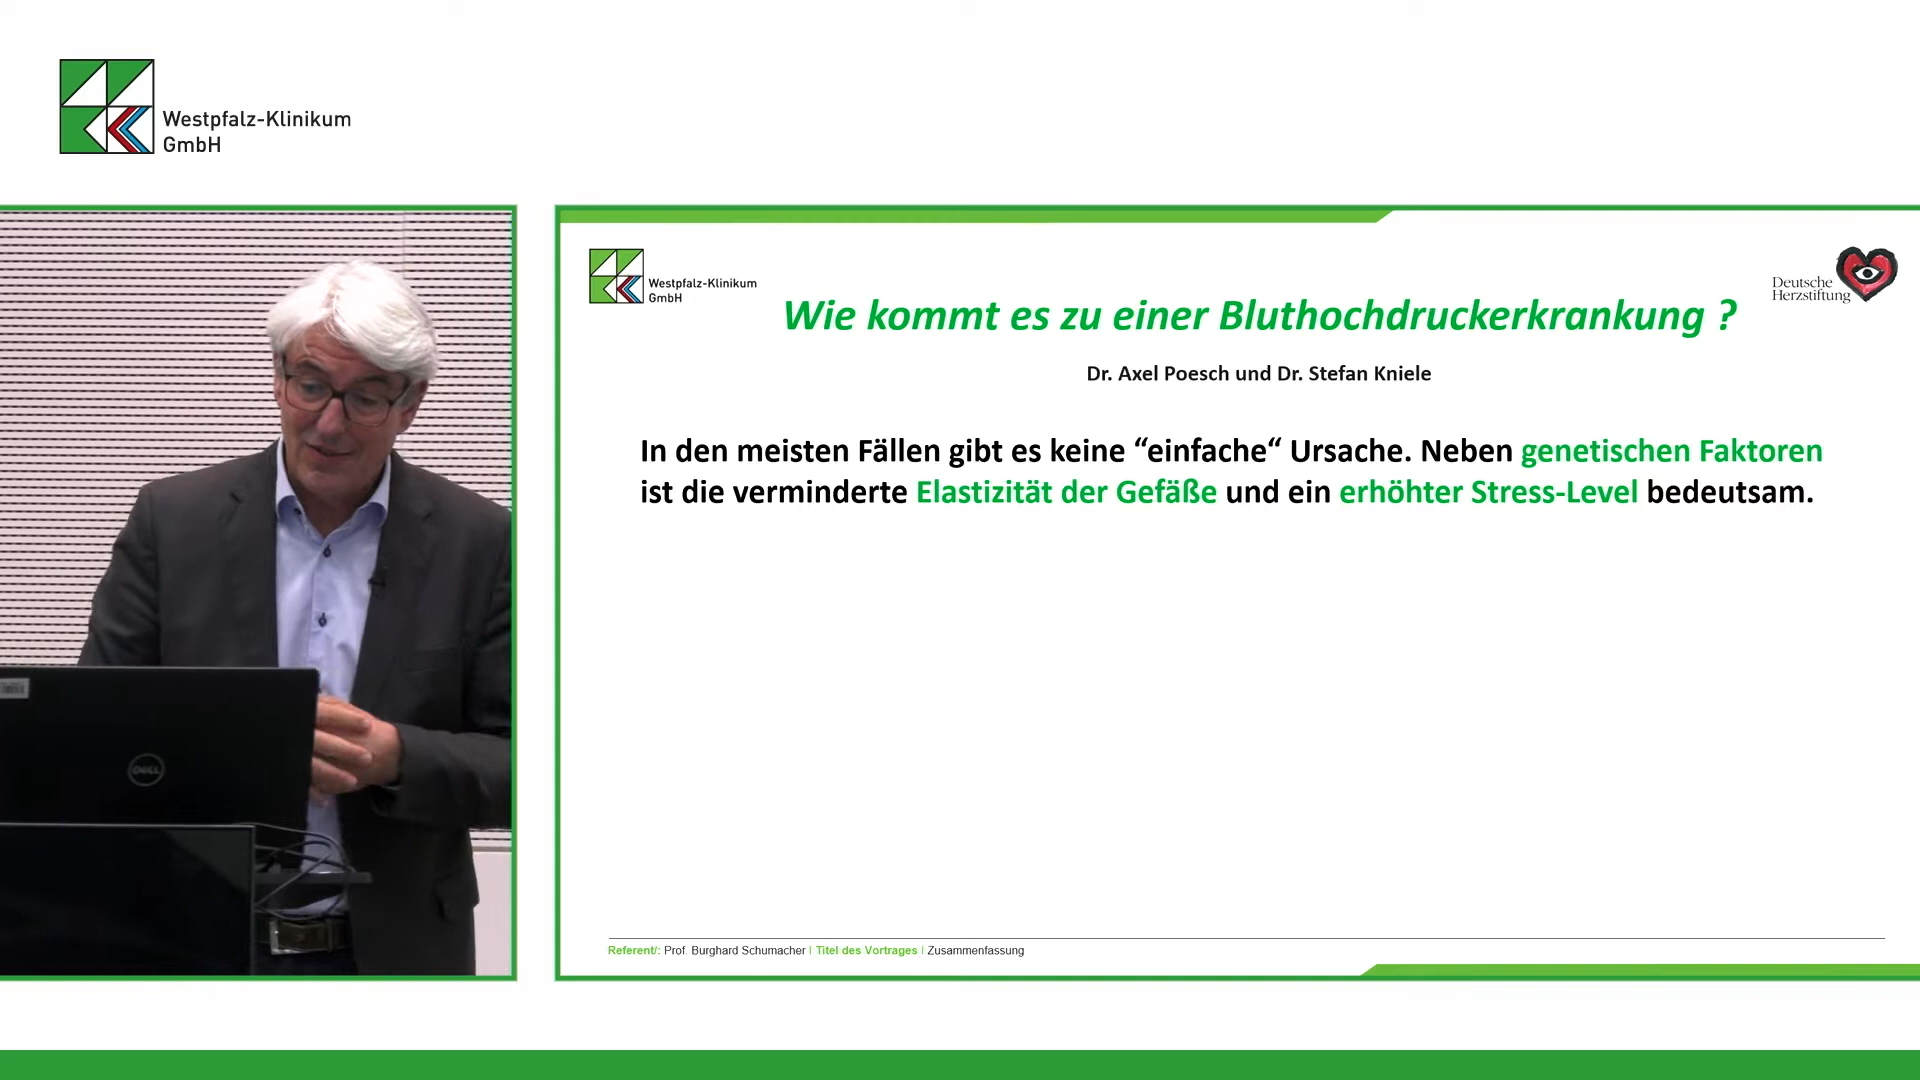 Westpfalz-Klinikum
GmbH
Westpfalz-Klinikum
GmbH
Deutsche
Herzstiftung
Wie kommt es zu einer Bluthochdruckerkrankung ?
Dr. Axel Poesch und Dr. Stefan Kniele
In den meisten Fällen gibt es keine “einfache“ Ursache. Neben genetischen Faktoren
ist die verminderte Elastizität der Gefäße und ein erhöhter Stress-Level bedeutsam.
DELL
Referent/: Prof. Burghard Schumacher I Titel des Vortrages I Zusammenfassung